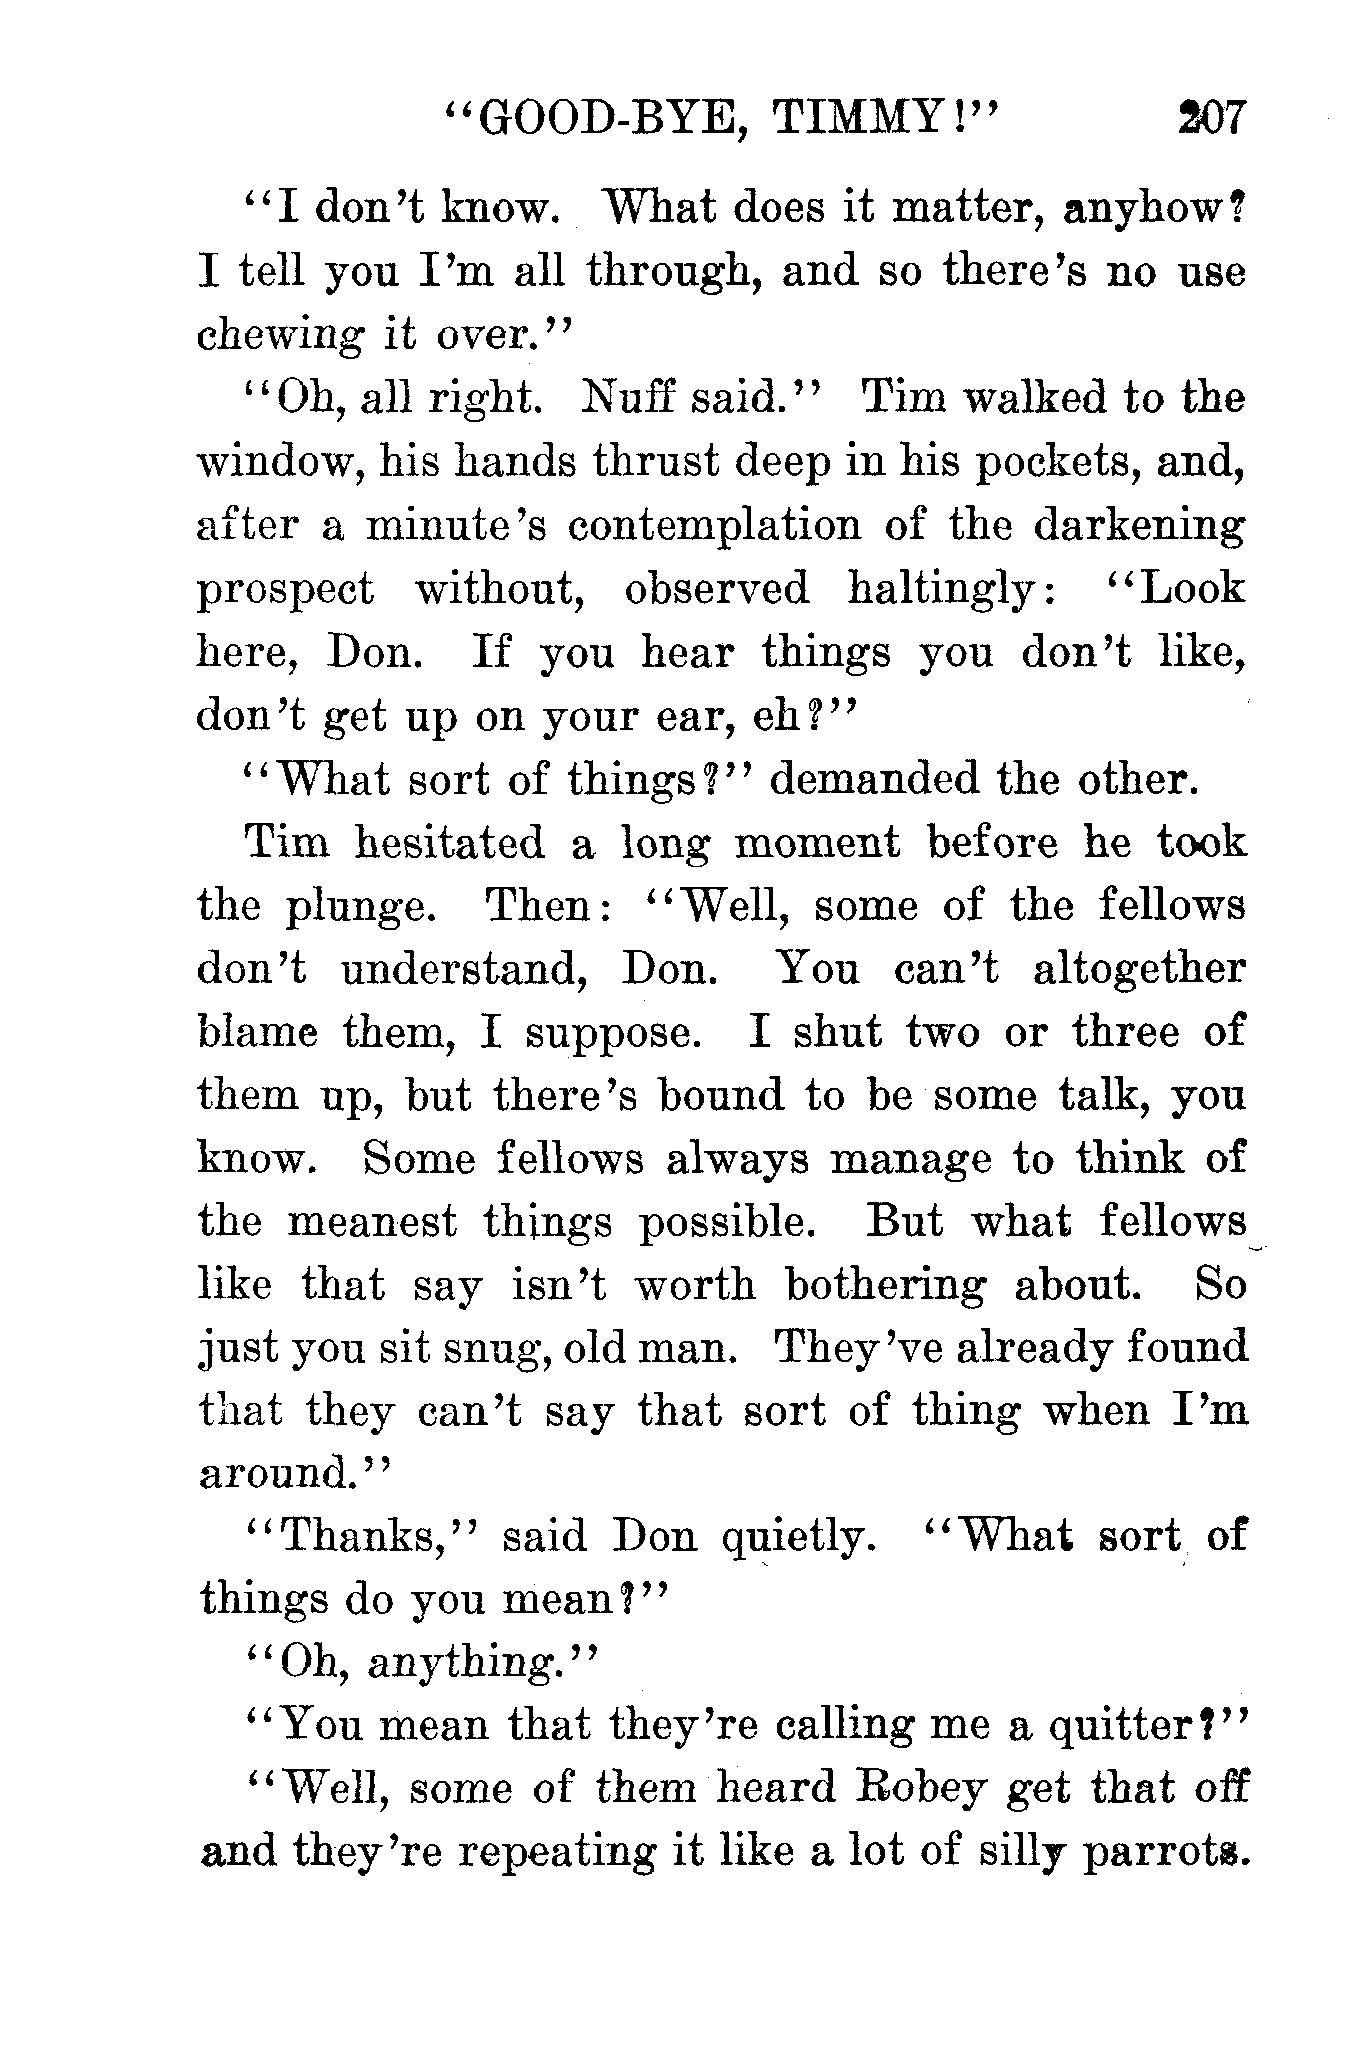 "GOOD-BYE, TIMMY!" 207
"I don't know. What does it matter, anyhow?
I tell you I'm all through, and so there's no use
chewing it over."
"Oh, all right. Nuff said." Tim walked to the
window, his hands thrust deep in his pockets, and,
after a minute's contemplation of the darkening
prospect without, observed haltingly: "Look
here, Don. If you hear things you don't like,
don't get up on your ear, eh?"
"What sort of things?" demanded the other.
Tim hesitated a long moment before he took
the plunge. Then: "Well, some of the fellows
don't understand, Don. You can't altogether
blame them, I suppose. I shut two or three of
them up, but there's bound to be some talk, you
know. Some fellows always manage to think of
the meanest things possible. But what fellows
like that say isn't worth bothering about. So
just you sit snug, old man. They've already found
that they can't say that sort of thing when I'm
around."
"Thanks," said Don quietly. "What sort of
things do you mean?"
"Oh, anything."
"You mean that they're calling me a quitter?"
"Well, some of them heard Robey get that off
and they're repeating it like a lot of silly parrots.